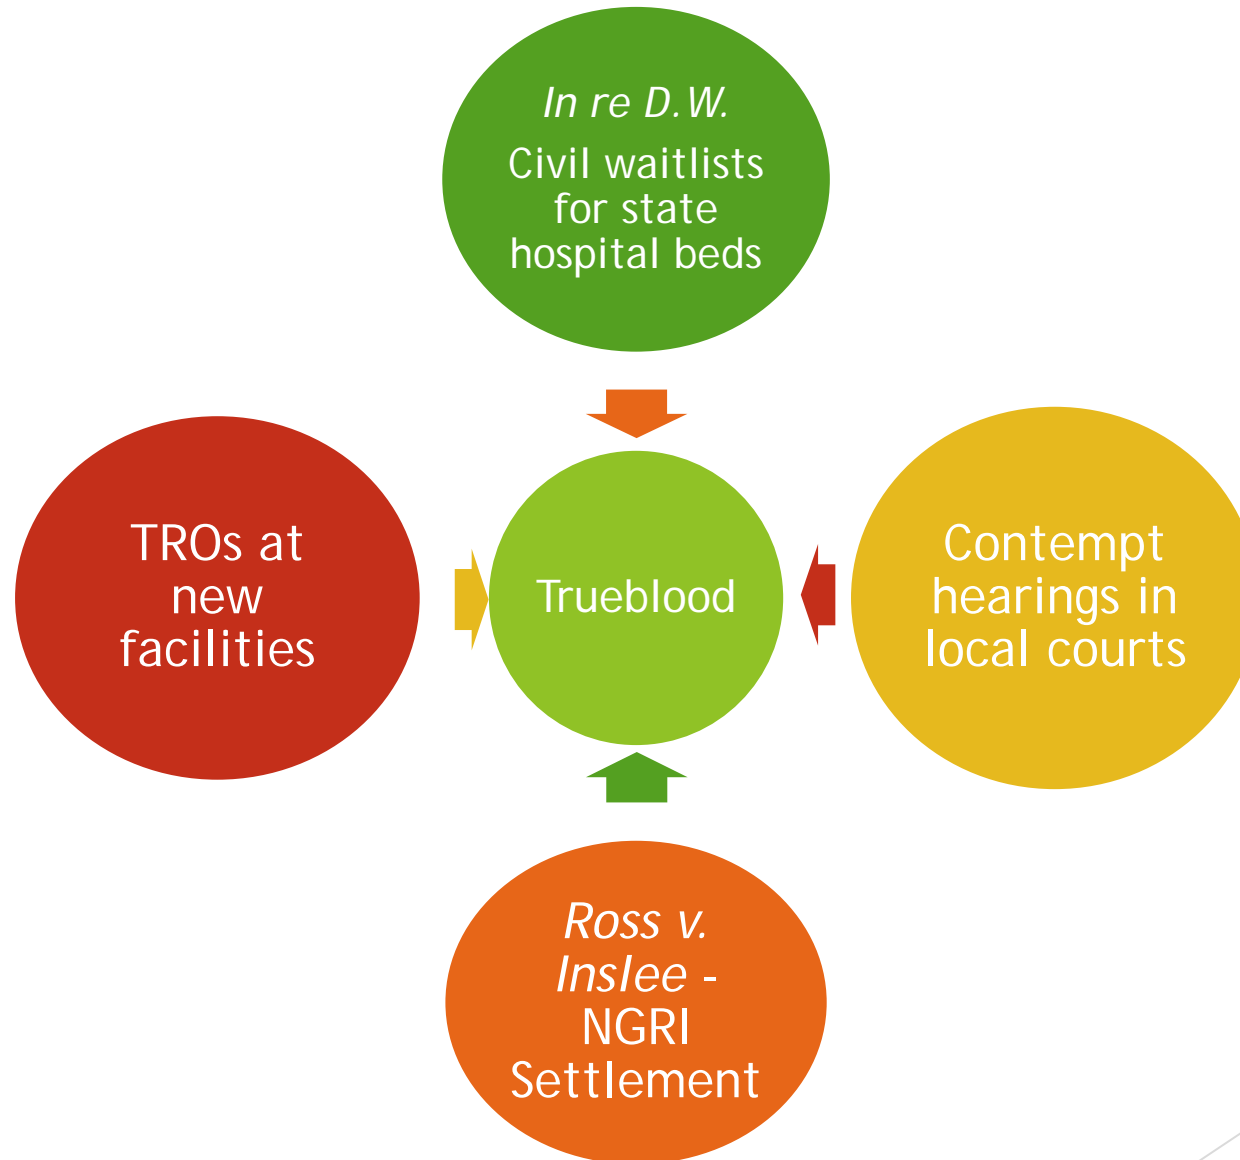 In re D.W.
Civil waitlists
for state
hospital beds
TROs at
new
facilities
Trueblood
Contempt
hearings in
local courts
Ross v.
Inslee -
NGRI
Settlement